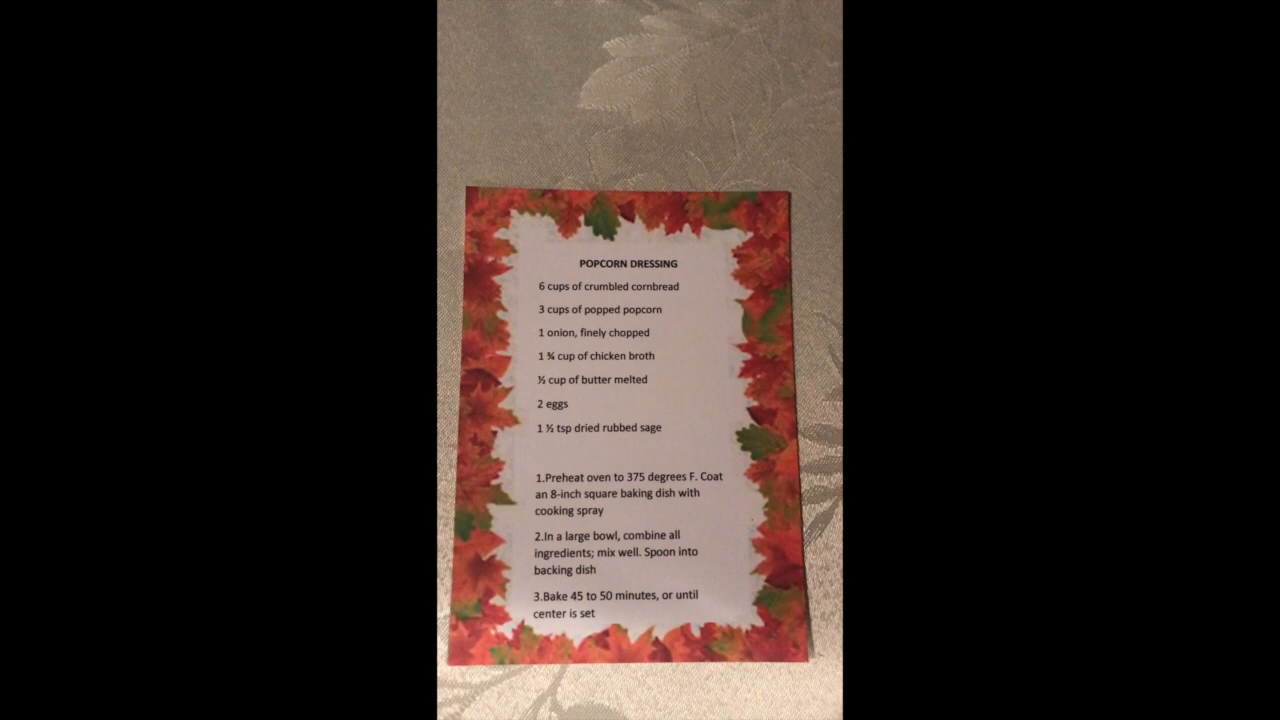 POPCORN DRESSING
6 cups of crumbled cornbread
3 cups of popped popcorn
1 onion, finely chopped
1 ¾ cup of chicken broth
½ cup of butter melted
2 eggs
1 ½ tsp dried rubbed sage
1.Preheat oven to 375 degrees F. Coat
an 8-inch square baking dish with
cooking spray
2.In a large bowl, combine all
ingredients; mix well. Spoon into
backing dish
3.Bake 45 to 50 minutes, or until
center is set